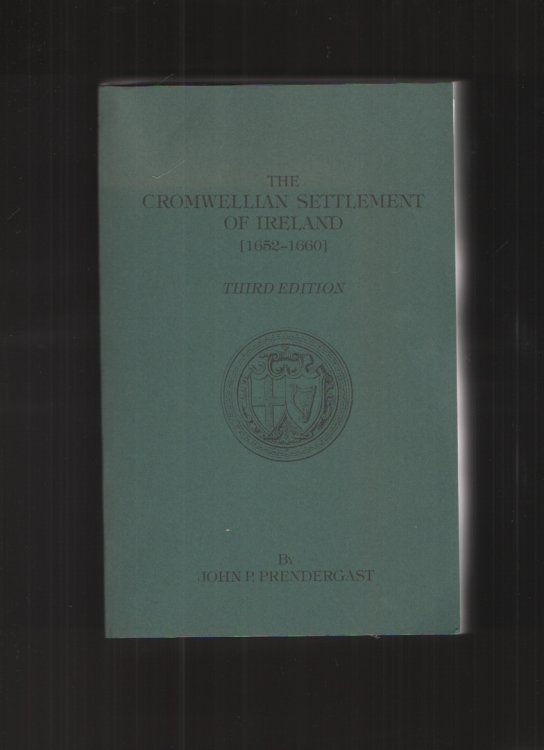 THE
CROMWELLIAN SETTLEMENT
OF IRELAND
[1652–1660]
THIRD EDITION
BY
JOHN P. PRENDERGAST